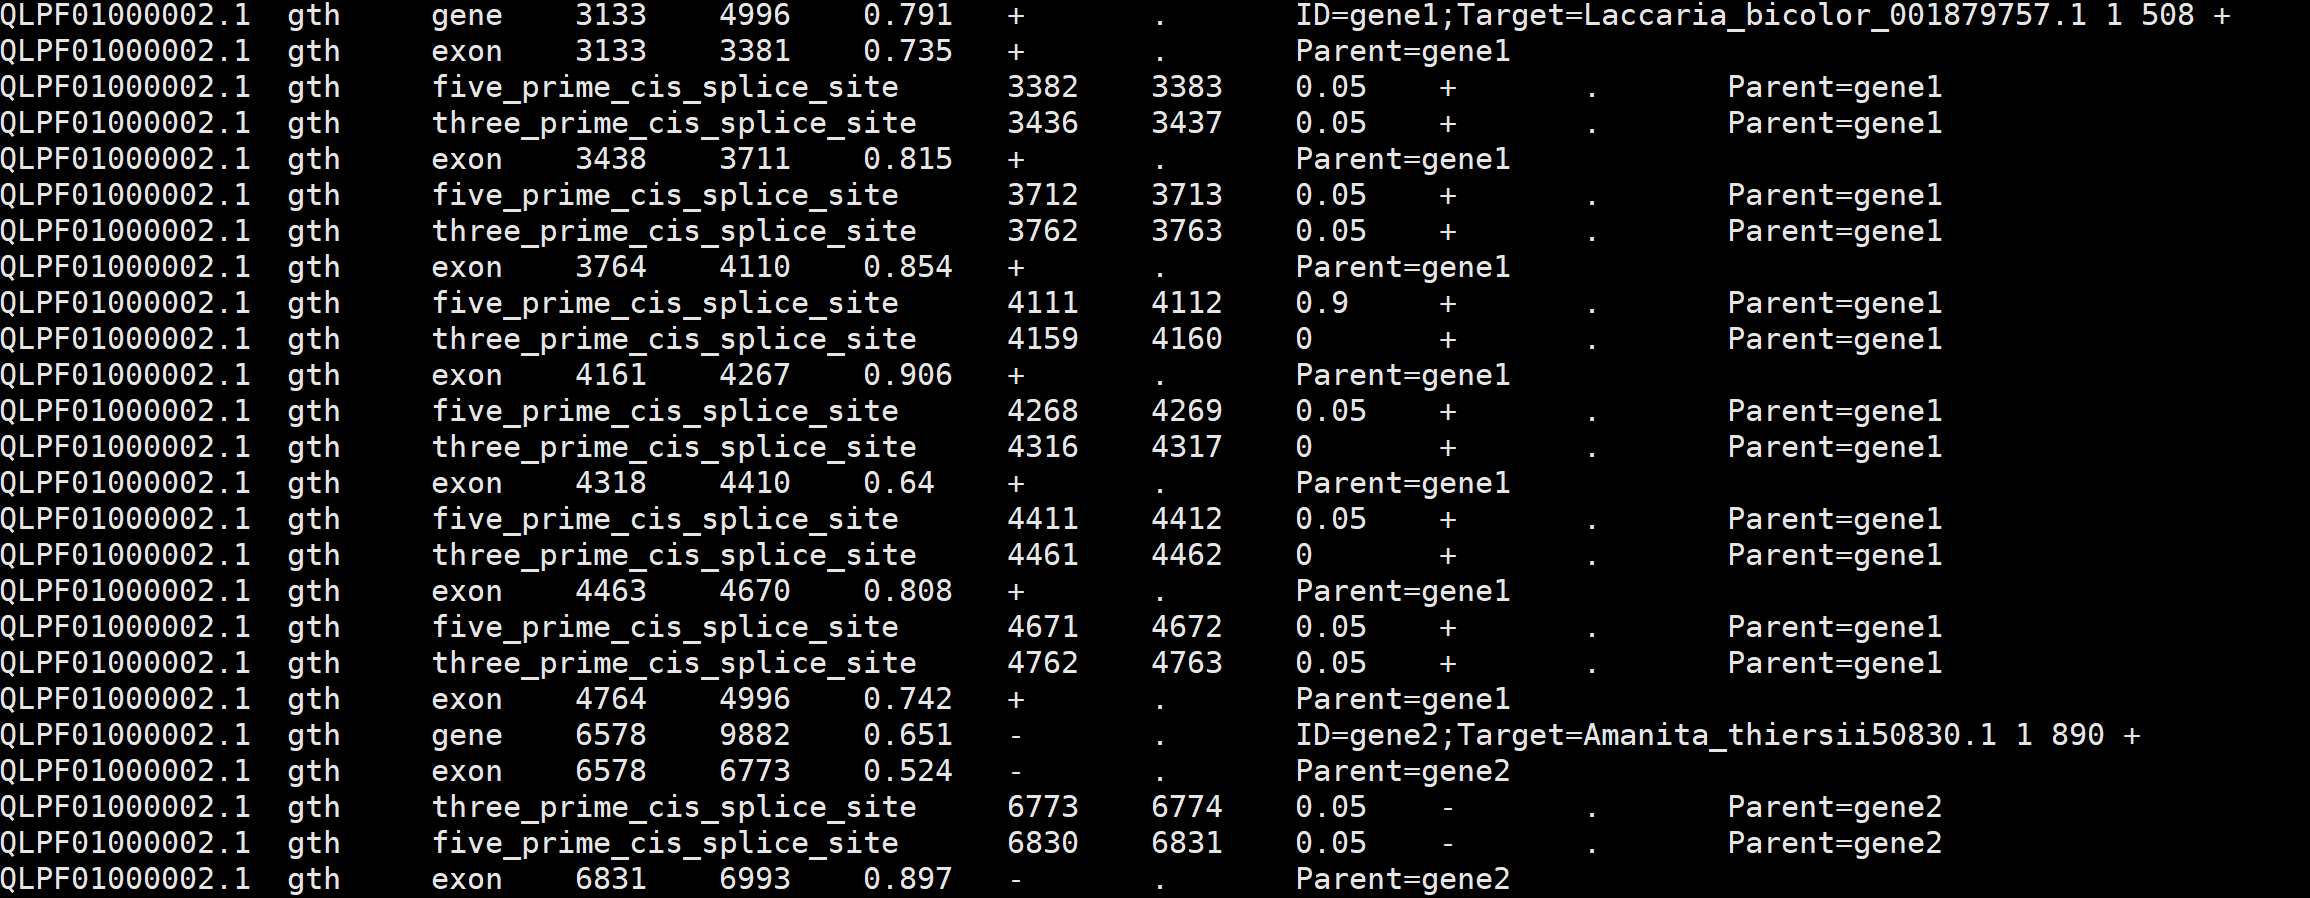 QLPF01000002.1 gth gene 3133 4996 0.791 + . ID=gene1;Target=Laccaria_bicolor_001879757.1 1 508 +
QLPF01000002.1 gth exon 3133 3381 0.735 + . Parent=gene1
QLPF01000002.1 gth five_prime_cis_splice_site 3382 3383 0.05 + . Parent=gene1
QLPF01000002.1 gth three_prime_cis_splice_site 3436 3437 0.05 + . Parent=gene1
QLPF01000002.1 gth exon 3438 3711 0.815 + . Parent=gene1
QLPF01000002.1 gth five_prime_cis_splice_site 3712 3713 0.05 + . Parent=gene1
QLPF01000002.1 gth three_prime_cis_splice_site 3762 3763 0.05 + . Parent=gene1
QLPF01000002.1 gth exon 3764 4110 0.854 + . Parent=gene1
QLPF01000002.1 gth five_prime_cis_splice_site 4111 4112 0.9 + . Parent=gene1
QLPF01000002.1 gth three_prime_cis_splice_site 4159 4160 0 + . Parent=gene1
QLPF01000002.1 gth exon 4161 4267 0.906 + . Parent=gene1
QLPF01000002.1 gth five_prime_cis_splice_site 4268 4269 0.05 + . Parent=gene1
QLPF01000002.1 gth three_prime_cis_splice_site 4316 4317 0 + . Parent=gene1
QLPF01000002.1 gth exon 4318 4410 0.64 + . Parent=gene1
QLPF01000002.1 gth five_prime_cis_splice_site 4411 4412 0.05 + . Parent=gene1
QLPF01000002.1 gth three_prime_cis_splice_site 4461 4462 0 + . Parent=gene1
QLPF01000002.1 gth exon 4463 4670 0.808 + . Parent=gene1
QLPF01000002.1 gth five_prime_cis_splice_site 4671 4672 0.05 + . Parent=gene1
QLPF01000002.1 gth three_prime_cis_splice_site 4762 4763 0.05 + . Parent=gene1
QLPF01000002.1 gth exon 4764 4996 0.742 + . Parent=gene1
QLPF01000002.1 gth gene 6578 9882 0.651 - . ID=gene2;Target=Amanita_thiersii50830.1 1 890 +
QLPF01000002.1 gth exon 6578 6773 0.524 - . Parent=gene2
QLPF01000002.1 gth three_prime_cis_splice_site 6773 6774 0.05 - . Parent=gene2
QLPF01000002.1 gth five_prime_cis_splice_site 6830 6831 0.05 - . Parent=gene2
QLPF01000002.1 gth exon 6831 6993 0.897 - . Parent=gene2